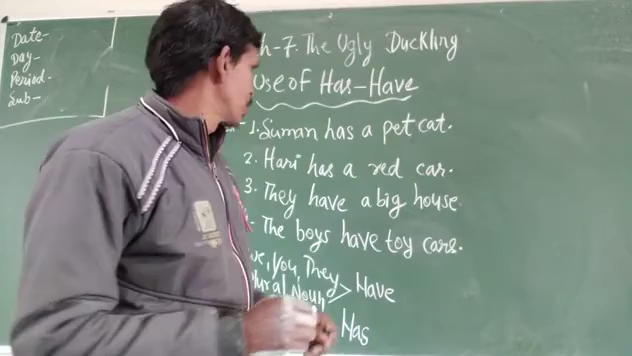 Date-
Day-
Period-
Sub-
h-7. The Ugly Duckling
Use of Has-Have
1. Suman has a pet cat.
2. Hari has a red car.
3. They have a big house.
The boys have toy cars.
we, You, They
Plural Noun > Have
Has